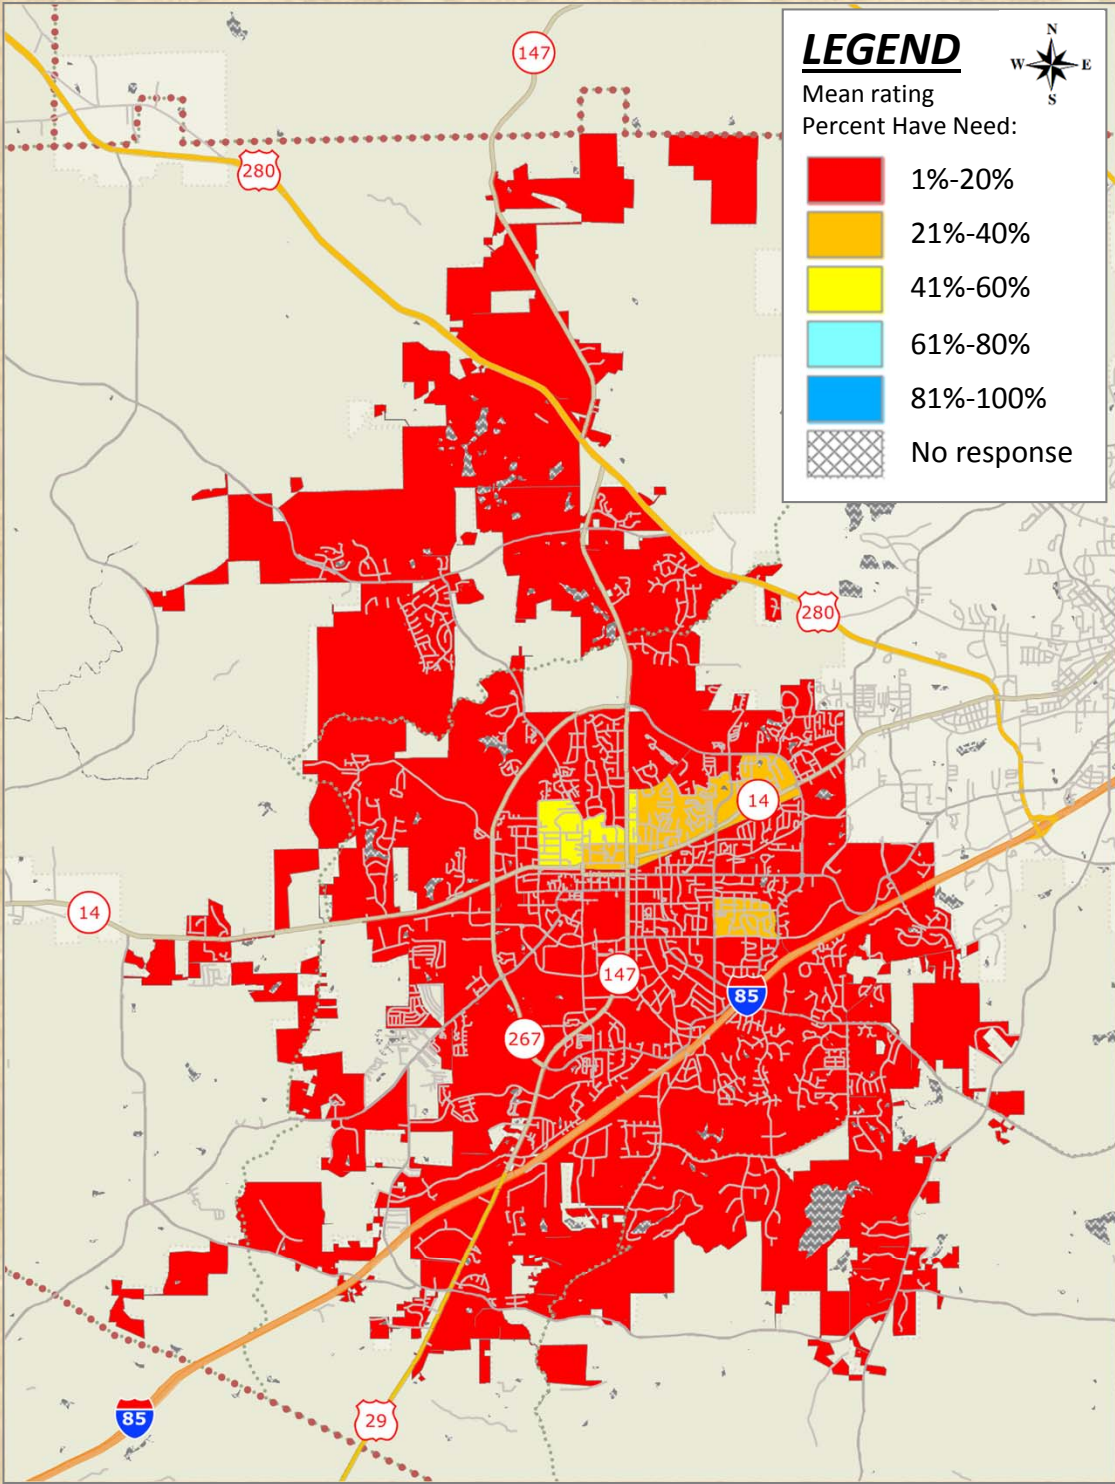 LEGEND
N
W E
S
Mean rating
Percent Have Need:
1%-20%
21%-40%
41%-60%
61%-80%
81%-100%
No response
147
280
280
14
14
147
85
267
85
29